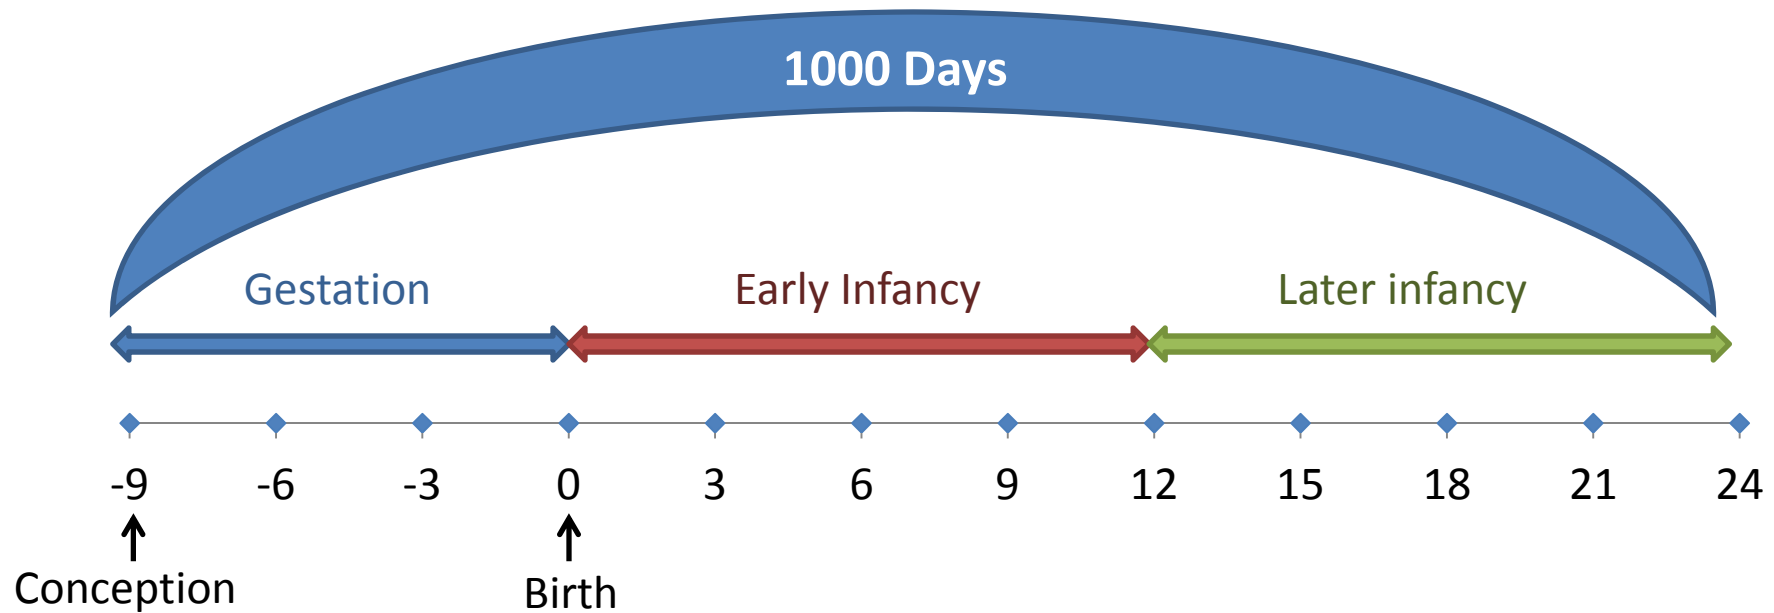 1000 Days
Gestation Early Infancy Later infancy
-9 -6 -3 0 3 6 9 12 15 18 21 24
Conception Birth